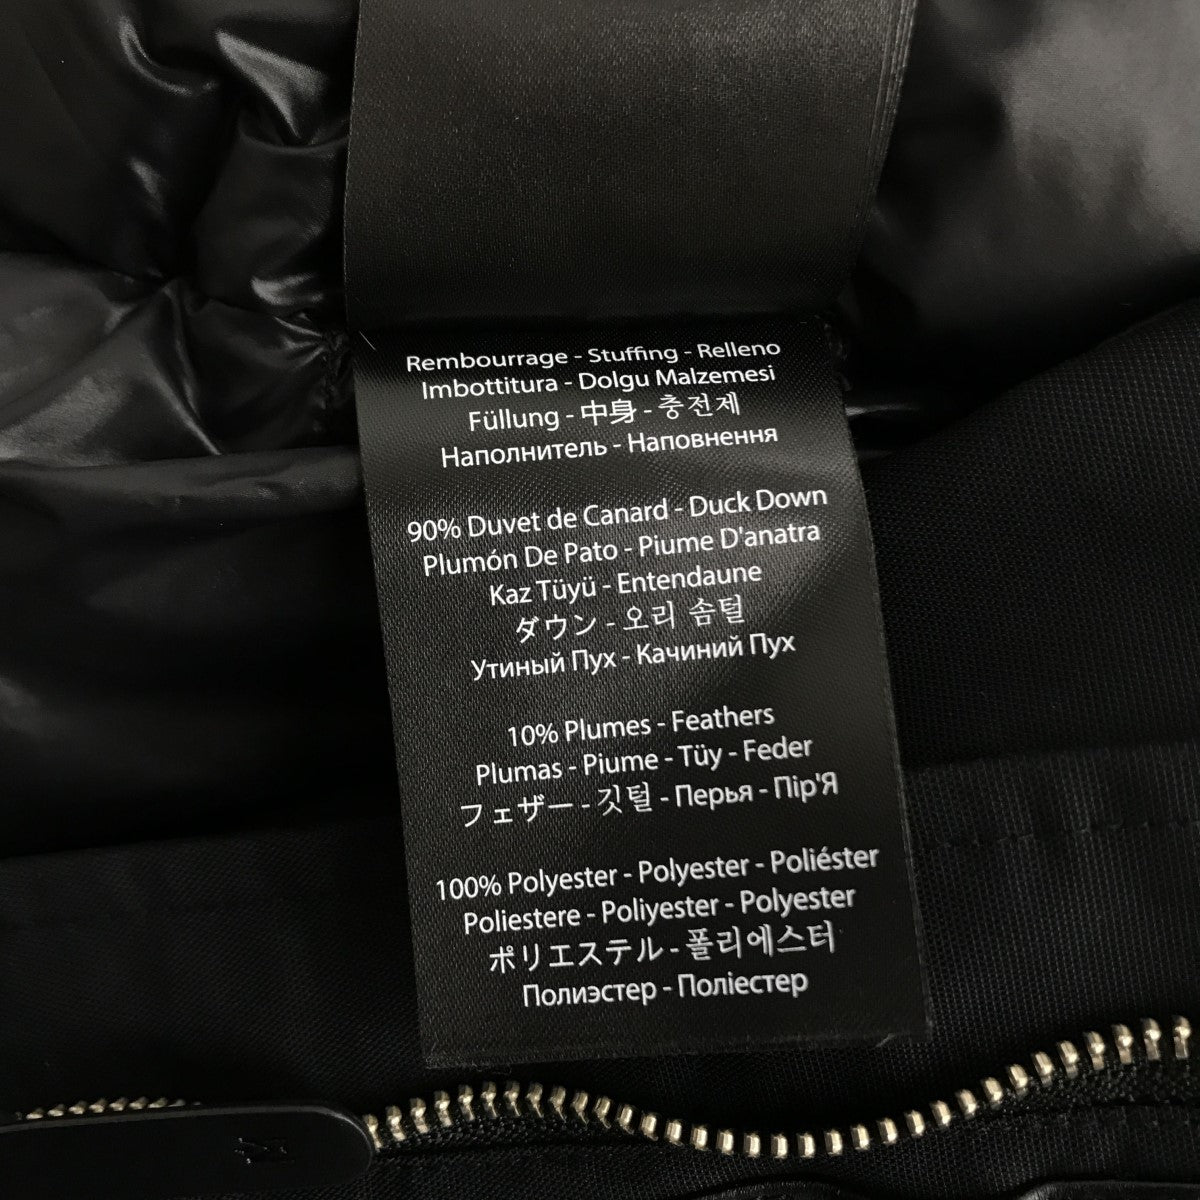 Rembourrage - Stuffing - Relleno
Imbottitura - Dolgu Malzemesi
Füllung - 中身 - 충전제
Наполнитель - Наповнення
90% Duvet de Canard - Duck Down
Plumón De Pato - Piume D'anatra
Kaz Tüyü - Entendaune
ダウン - 오리 솜털
Утиный Пух - Качиний Пух
10% Plumes - Feathers
Plumas - Piume - Tüy - Feder
フェザー - 깃털 - Перья - Пір'Я
100% Polyester - Polyester - Poliéster
Poliestere - Poliyester - Polyester
ポリエステル - 폴리에스터
Полиэстер - Поліестер